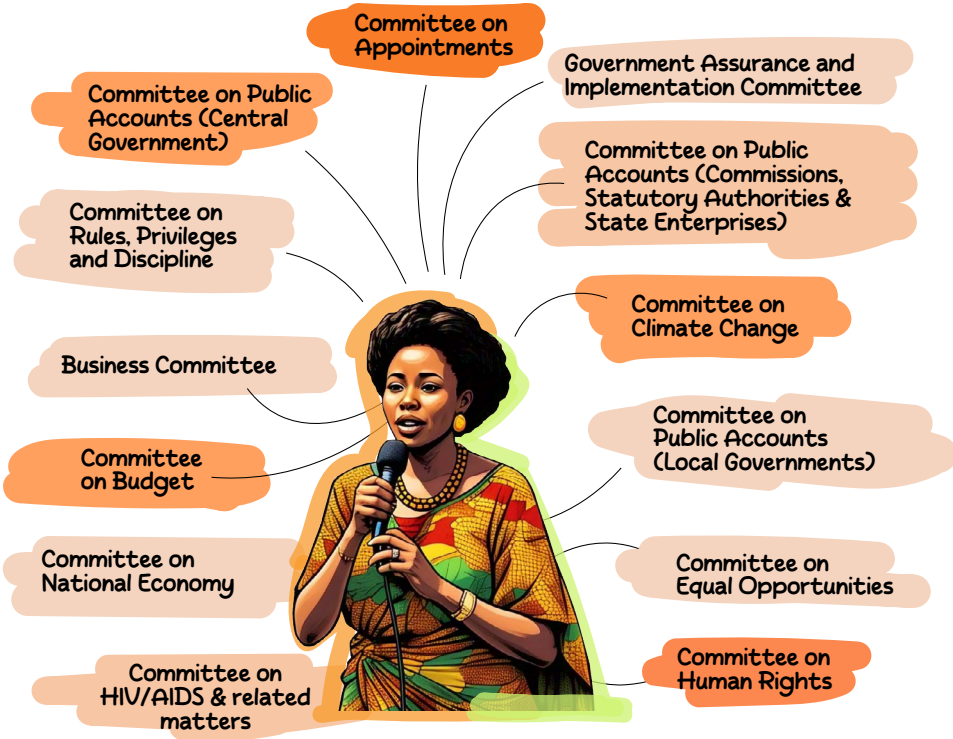 Committee on
Appointments
Government Assurance and
Implementation Committee
Committee on Public
Accounts (Central
Government)
Committee on Public
Accounts (Commissions,
Statutory Authorities &
State Enterprises)
Committee on
Rules, Privileges
and Discipline
Committee on
Climate Change
Business Committee
Committee on
Public Accounts
(Local Governments)
Committee
on Budget
Committee on
National Economy
Committee on
Equal Opportunities
Committee on
HIV/AIDS & related
matters
Committee on
Human Rights